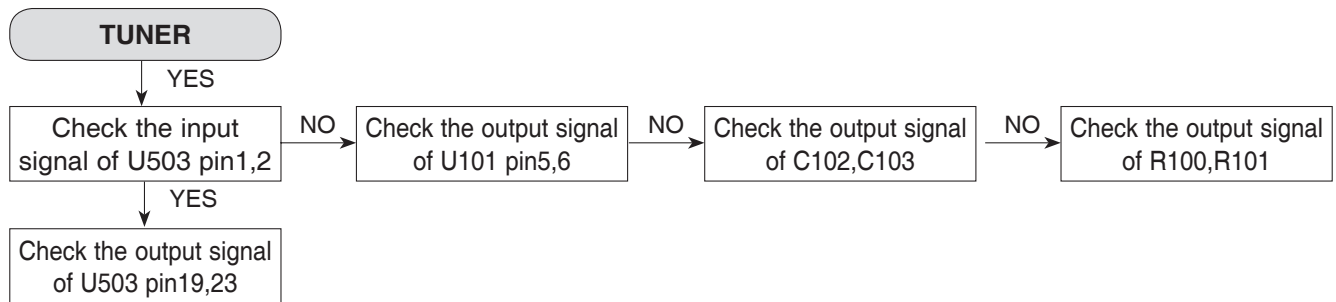 TUNER
YES
Check the input
signal of U503 pin1,2
NO
Check the output signal
of U101 pin5,6
NO
Check the output signal
of C102,C103
NO
Check the output signal
of R100,R101
YES
Check the output signal
of U503 pin19,23